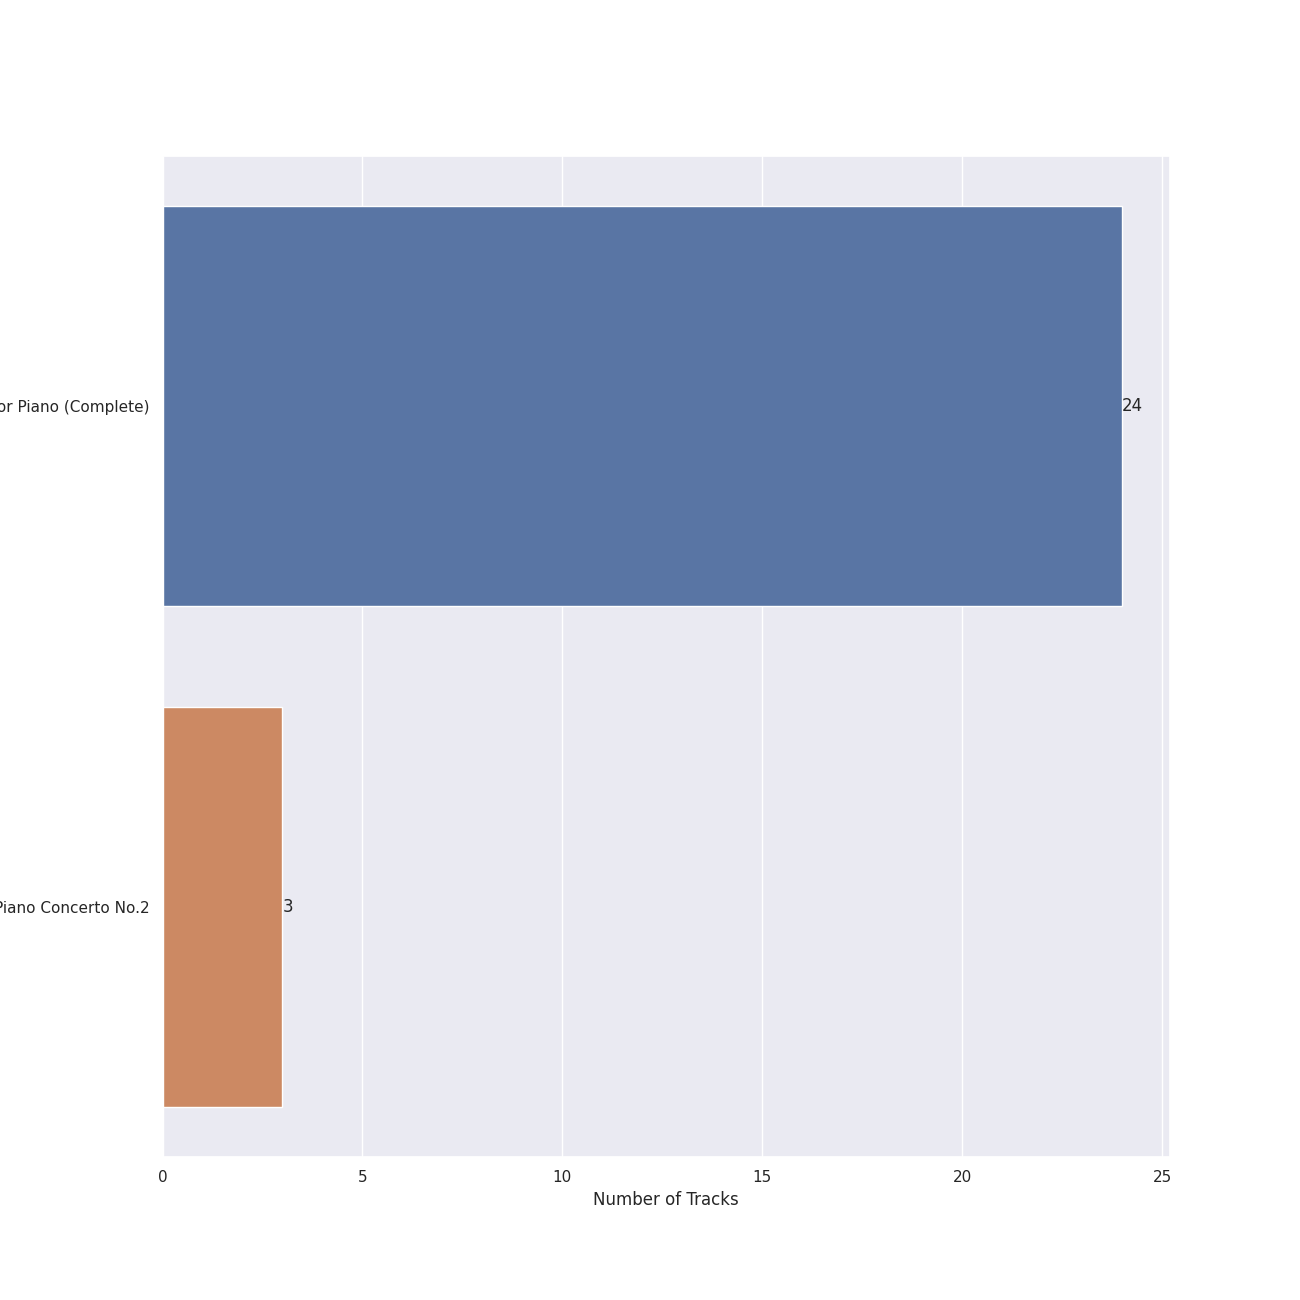 or Piano (Complete)
24
Piano Concerto No.2
3
0 5 10 15 20 25
Number of Tracks